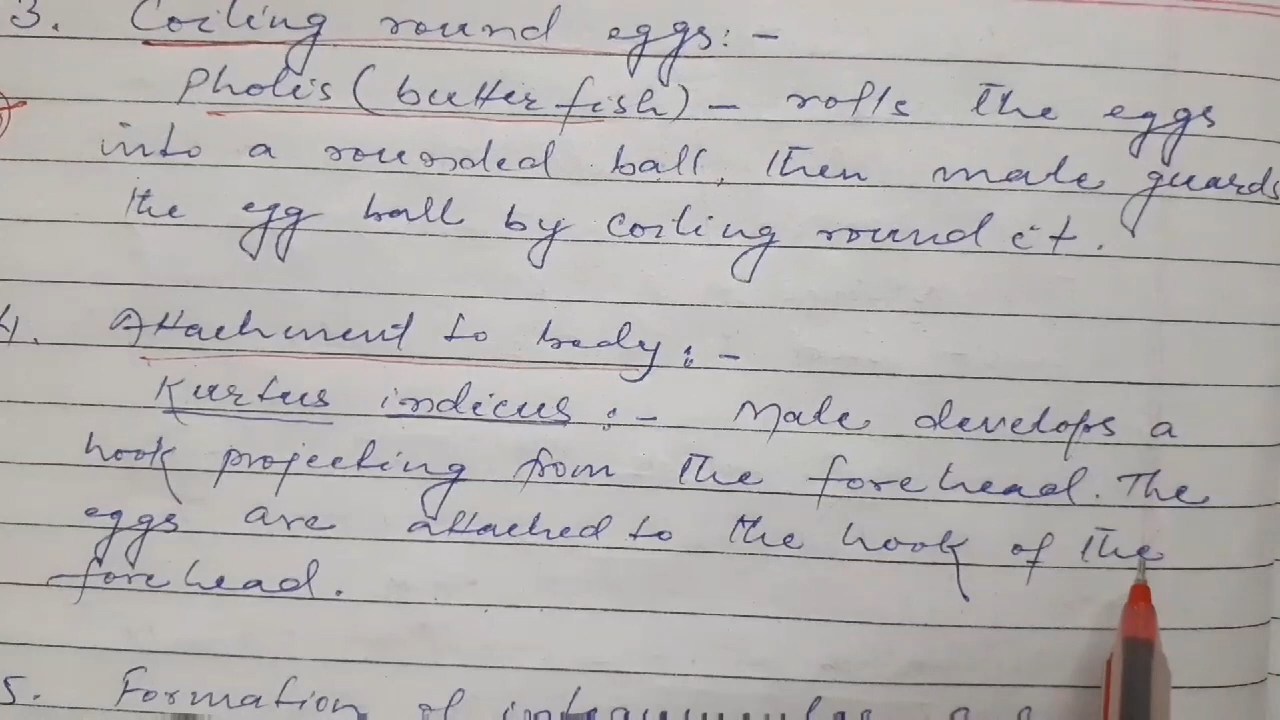 3. Coiling round eggs: -
Pholis (butter fish) - rolls the eggs
into a rounded ball, then male guards
the egg ball by coiling round it.
4. Attachment to body: -
Kurtus indicus: - Male develops a
hook projecting from the forehead. The
eggs are attached to the hook of the
forehead.
5. Formation of